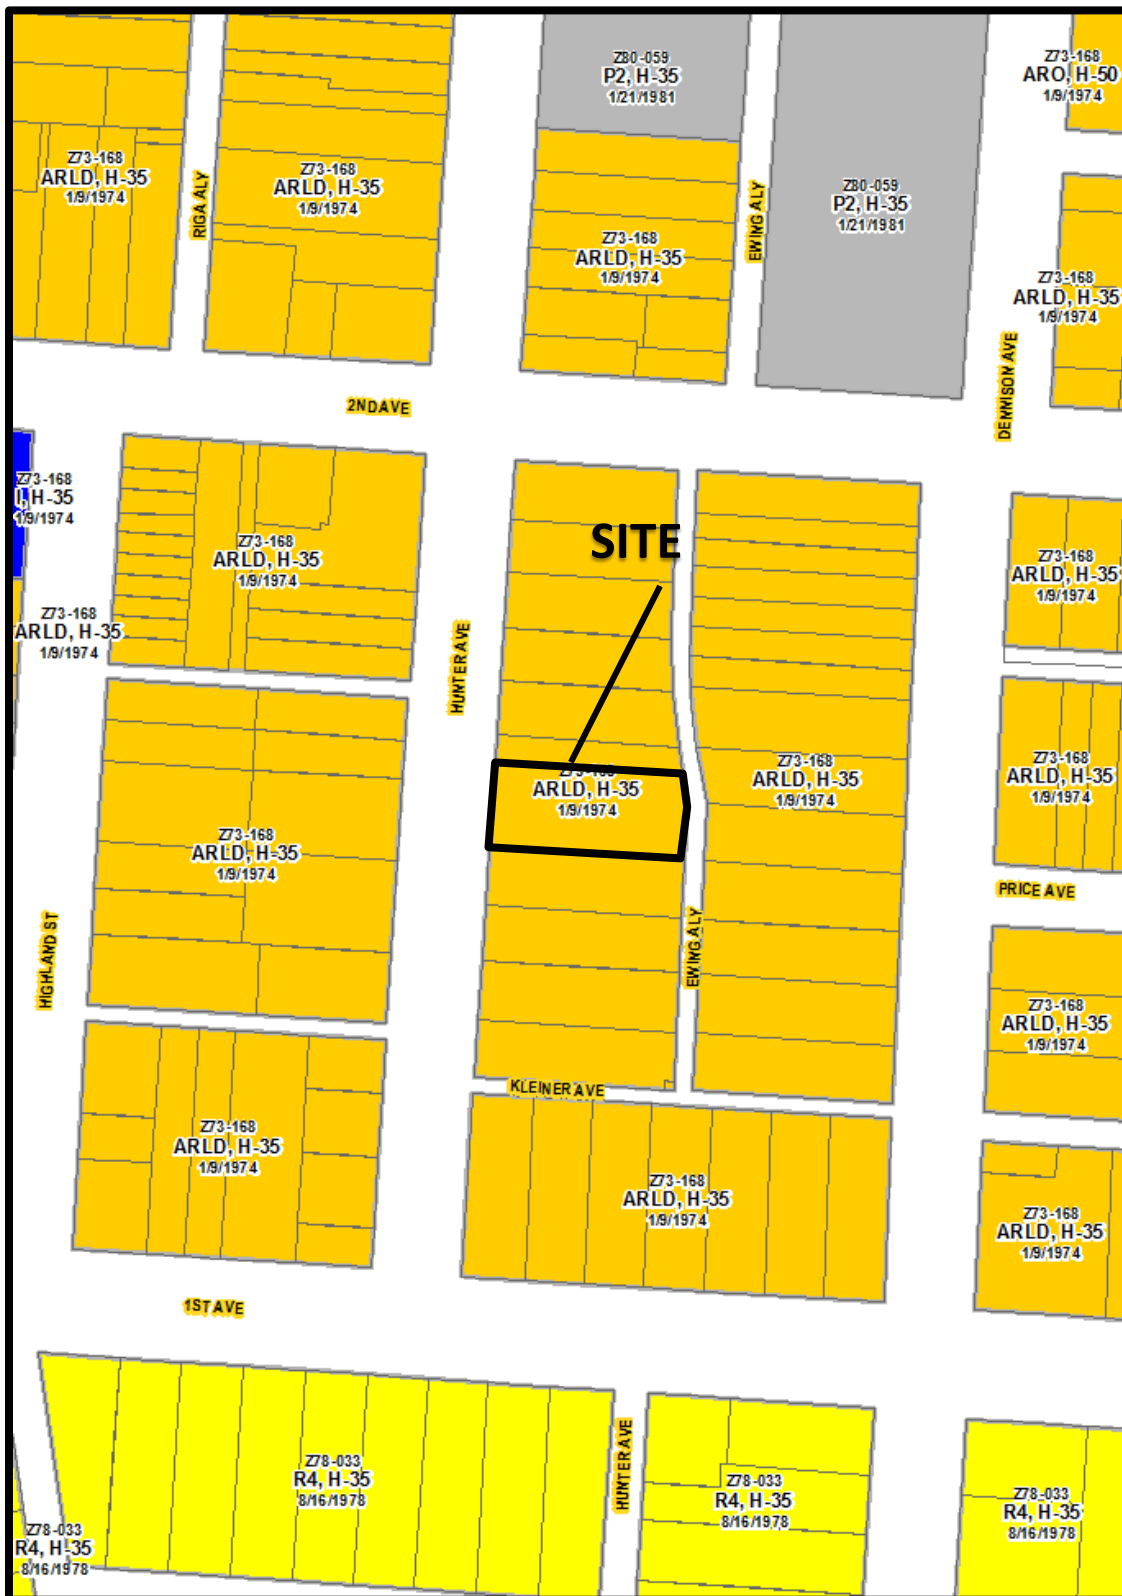 Z80-059
P2, H-35
1/21/1981
Z73-168
ARO, H-50
1/9/1974
Z73-168
ARLD, H-35
1/9/1974
Z73-168
ARLD, H-35
1/9/1974
RIGA ALY
EWING ALY
Z80-059
P2, H-35
1/21/1981
Z73-168
ARLD, H-35
1/9/1974
Z73-168
ARLD, H-35
1/9/1974
DENNISON AVE
2ND AVE
Z73-168
I, H-35
1/9/1974
SITE
Z73-168
ARLD, H-35
1/9/1974
Z73-168
ARLD, H-35
1/9/1974
Z73-168
ARLD, H-35
1/9/1974
HUNTER AVE
Z73-168
ARLD, H-35
1/9/1974
Z73-168
ARLD, H-35
1/9/1974
Z73-168
ARLD, H-35
1/9/1974
Z73-168
ARLD, H-35
1/9/1974
PRICE AVE
HIGHLAND ST
EWING ALY
Z73-168
ARLD, H-35
1/9/1974
KLEINER AVE
Z73-168
ARLD, H-35
1/9/1974
Z73-168
ARLD, H-35
1/9/1974
Z73-168
ARLD, H-35
1/9/1974
1ST AVE
HUNTER AVE
Z78-033
R4, H-35
8/16/1978
Z78-033
R4, H-35
8/16/1978
Z78-033
R4, H-35
8/16/1978
Z78-033
R4, H-35
8/16/1978